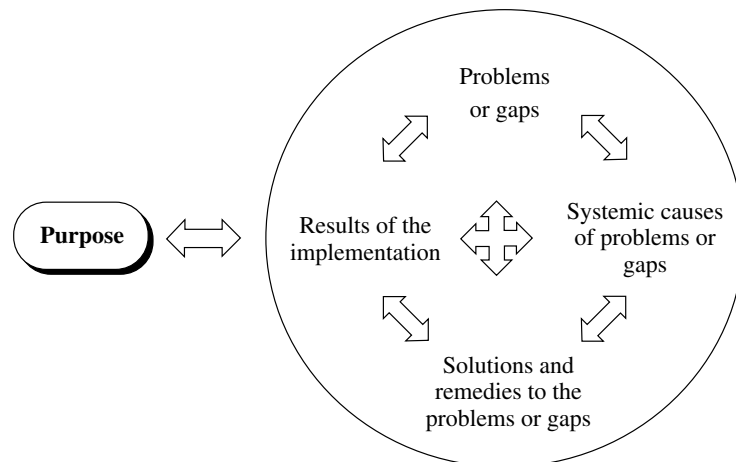 Problems
or gaps
Purpose
Results of the
implementation
Systemic causes
of problems or
gaps
Solutions and
remedies to the
problems or gaps